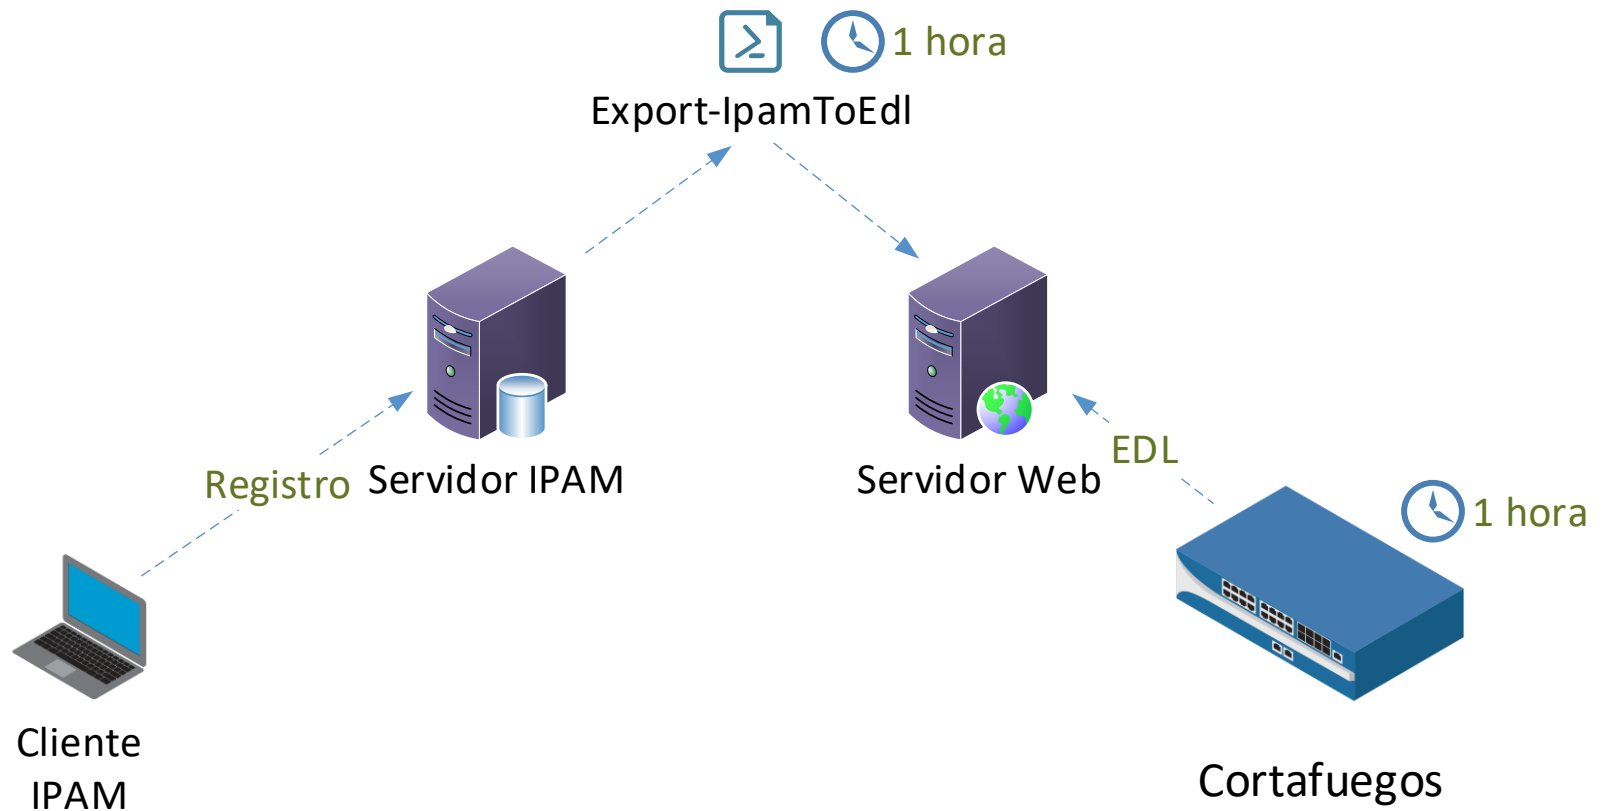 1 hora
Export-IpamToEdl
EDL
Registro
Servidor IPAM
Servidor Web
1 hora
Cliente
IPAM
Cortafuegos